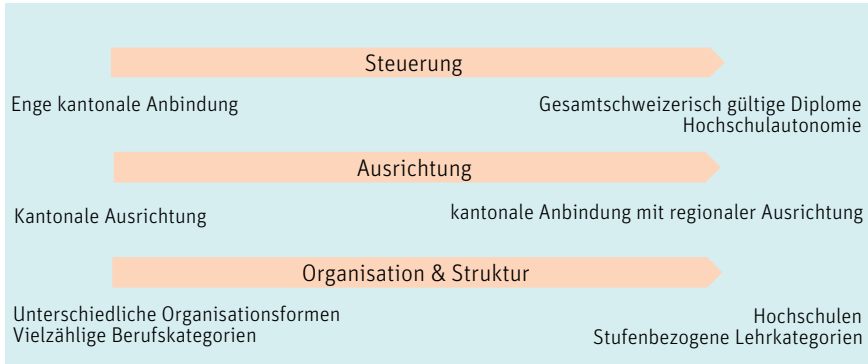 Steuerung
Enge kantonale Anbindung
Gesamtschweizerisch gültige Diplome
Hochschulautonomie
Ausrichtung
Kantonale Ausrichtung
kantonale Anbindung mit regionaler Ausrichtung
Organisation & Struktur
Unterschiedliche Organisationsformen
Vielzählige Berufskategorien
Hochschulen
Stufenbezogene Lehrkategorien